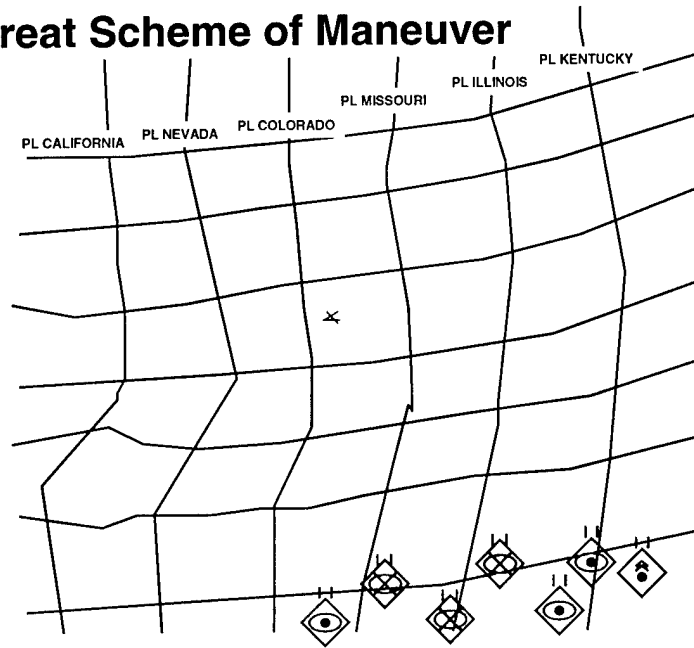 reat Scheme of Maneuver
PL KENTUCKY
PL ILLINOIS
PL MISSOURI
PL COLORADO
PL NEVADA
PL CALIFORNIA